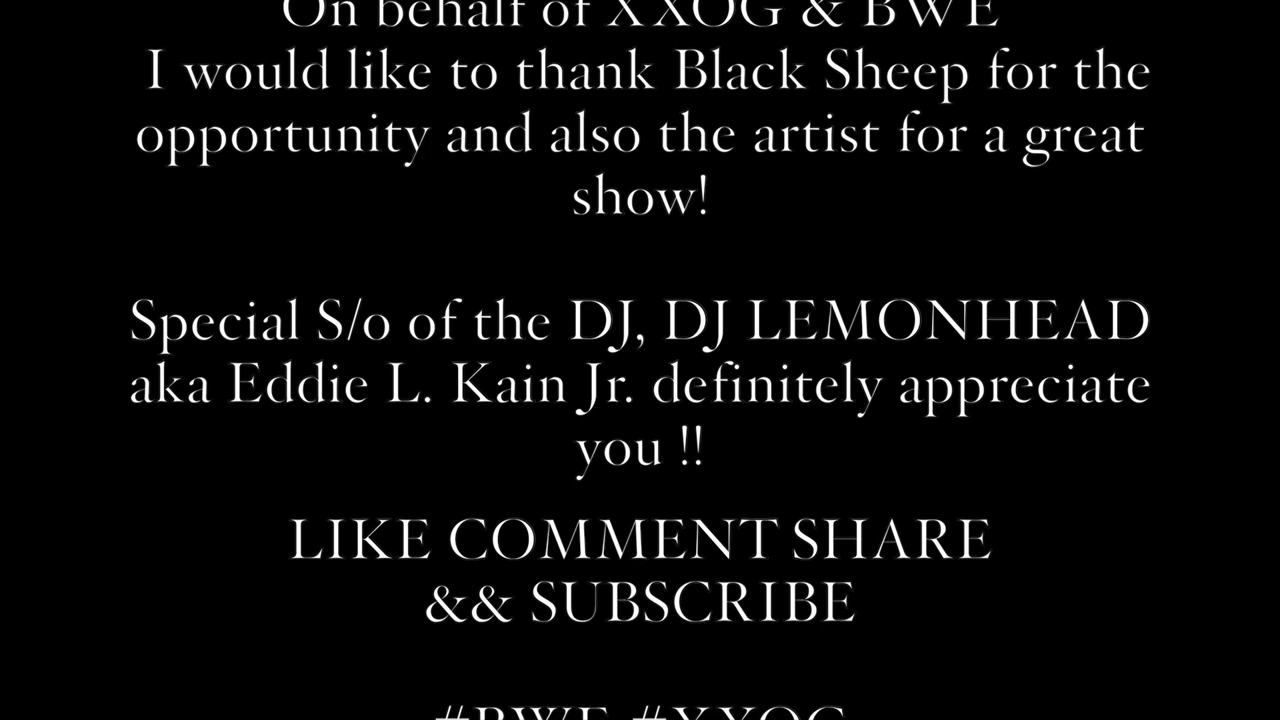 On behalf of XXOG & BWE
I would like to thank Black Sheep for the
opportunity and also the artist for a great
show!
Special S/o of the DJ, DJ LEMONHEAD
aka Eddie L. Kain Jr. definitely appreciate
you !!
LIKE COMMENT SHARE
&& SUBSCRIBE
#BWE #XXOG